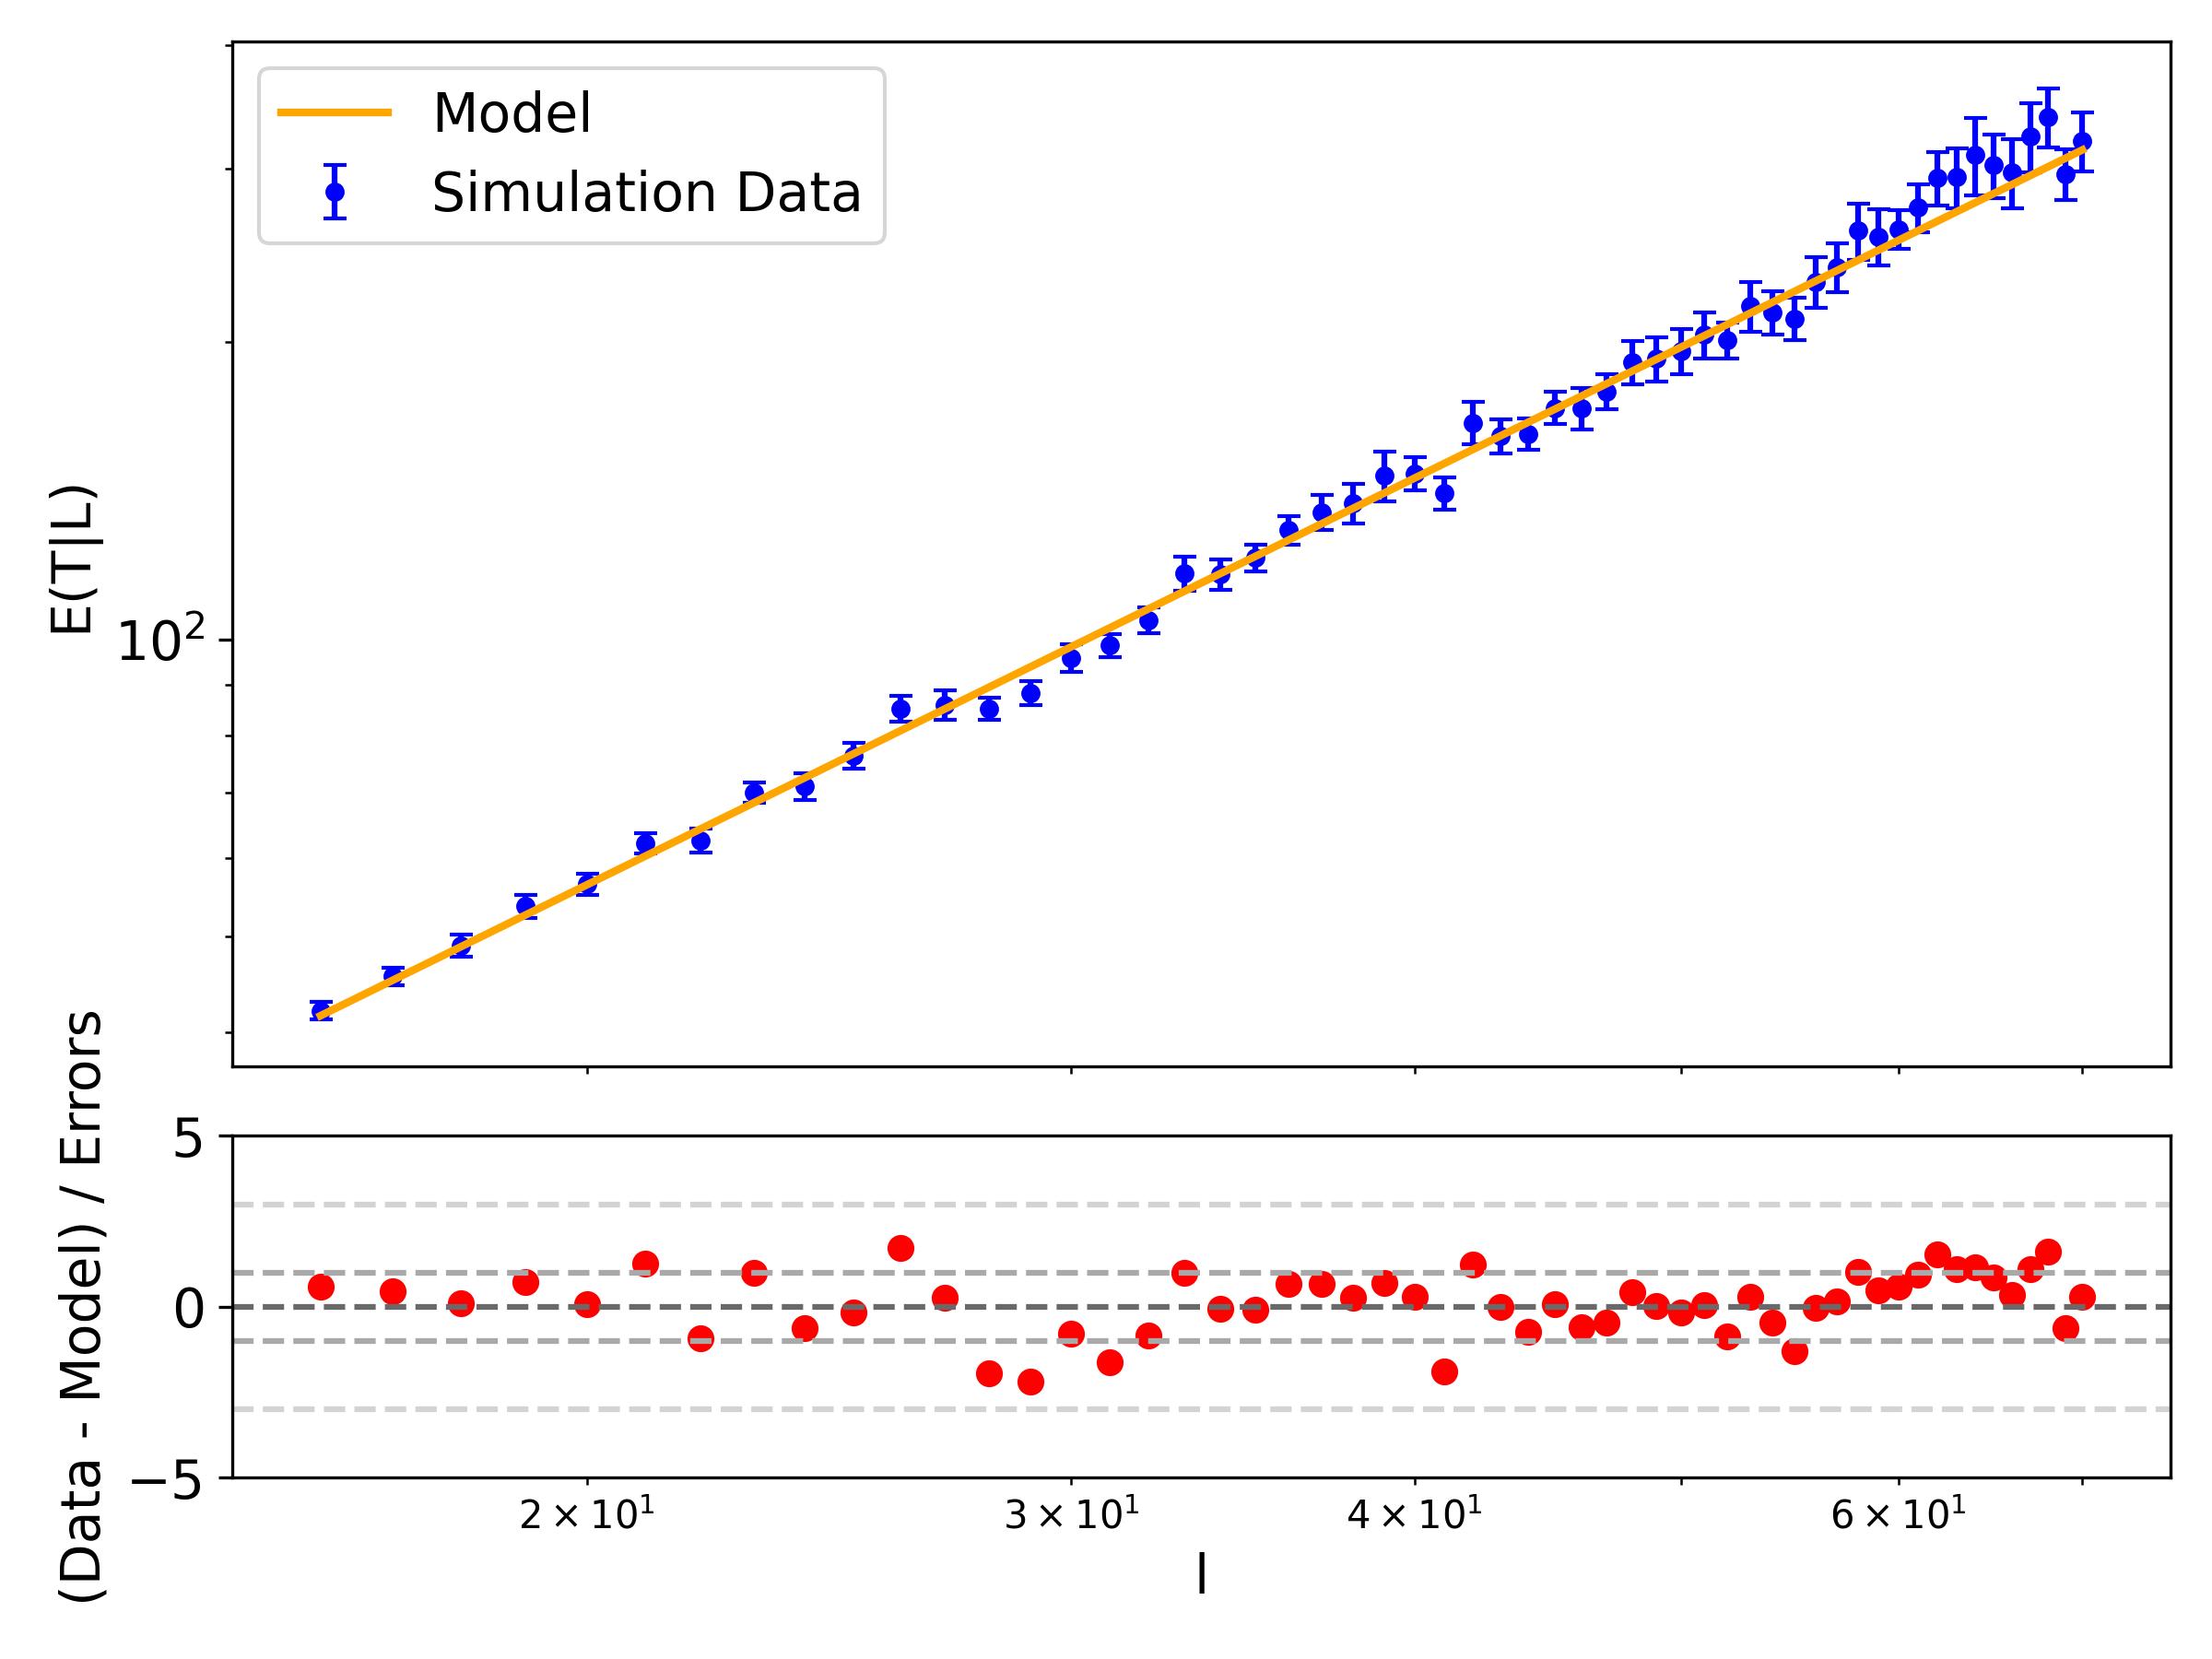 Model
Simulation Data
E(T|L)
10²
(Data - Model) / Errors
5
0
−5
2 × 10¹
3 × 10¹
4 × 10¹
6 × 10¹
l